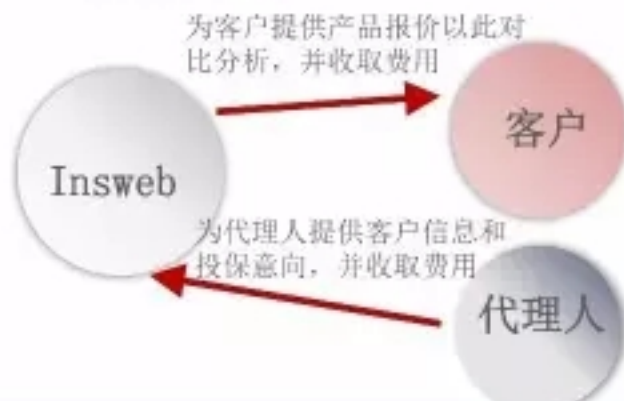 为客户提供产品报价以此对
比分析，并收取费用
客户
Insweb
为代理人提供客户信息和
投保意向，并收取费用
代理人